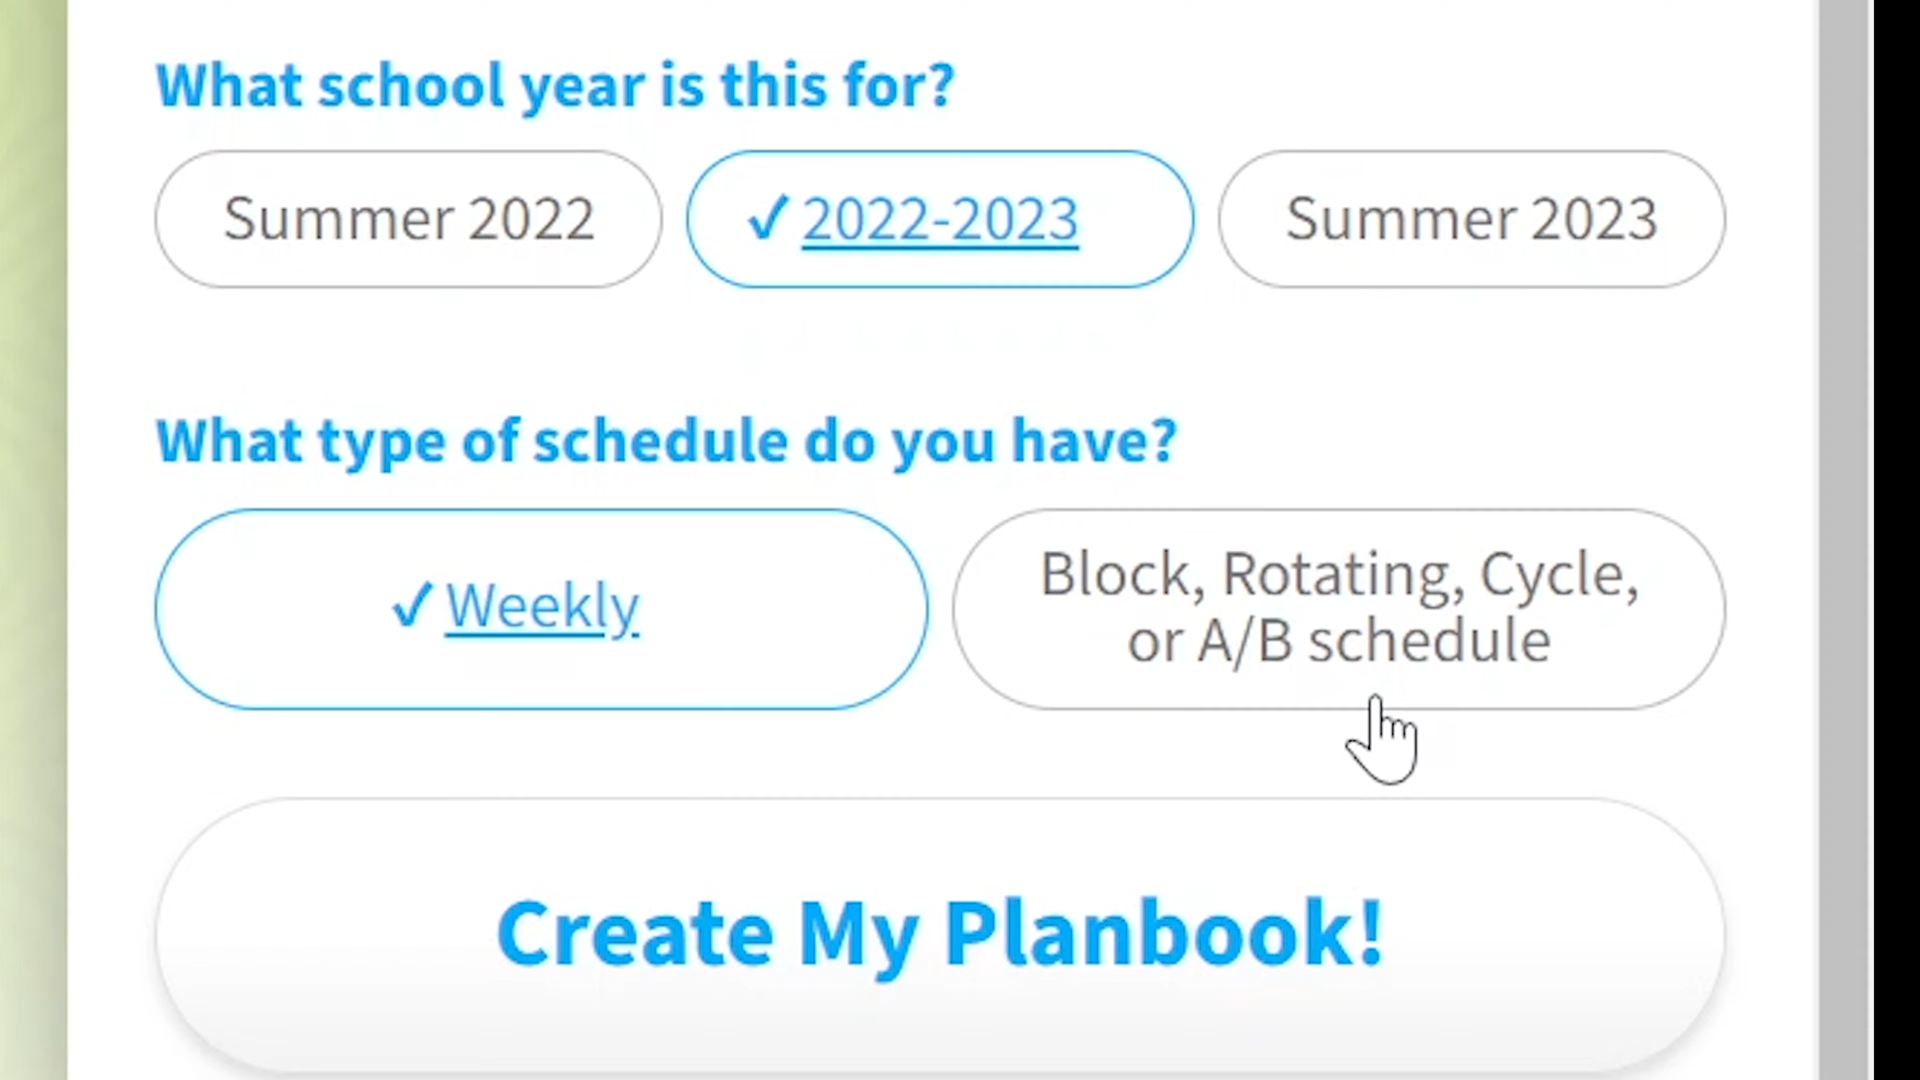 What school year is this for?
Summer 2022
✓ 2022-2023
Summer 2023
What type of schedule do you have?
✓ Weekly
Block, Rotating, Cycle,
or A/B schedule
Create My Planbook!